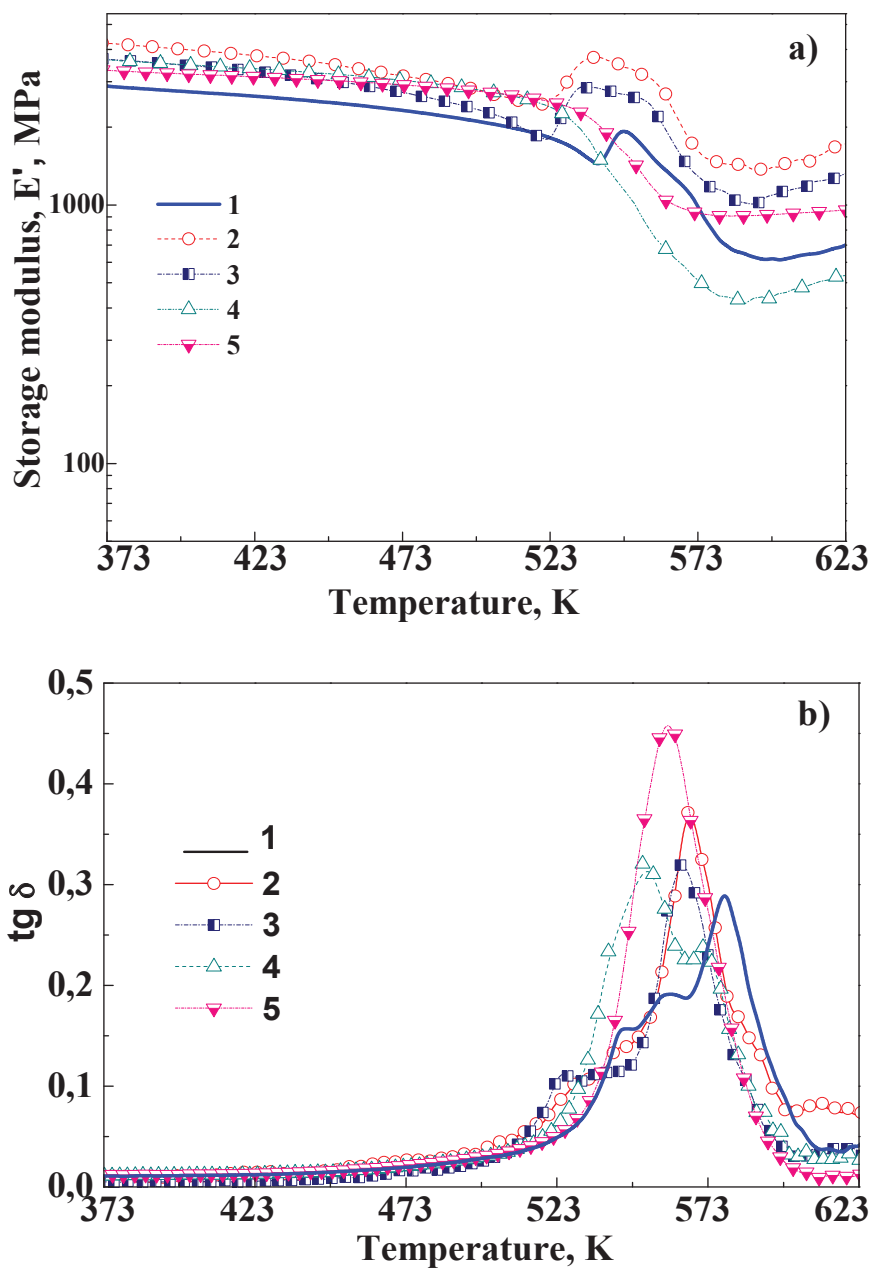 a)
Storage modulus, E', MPa
1000
100
1
2
3
4
5
373 423 473 523 573 623
Temperature, K
b)
tg δ
0,5
0,4
0,3
0,2
0,1
0,0
1
2
3
4
5
373 423 473 523 573 623
Temperature, K